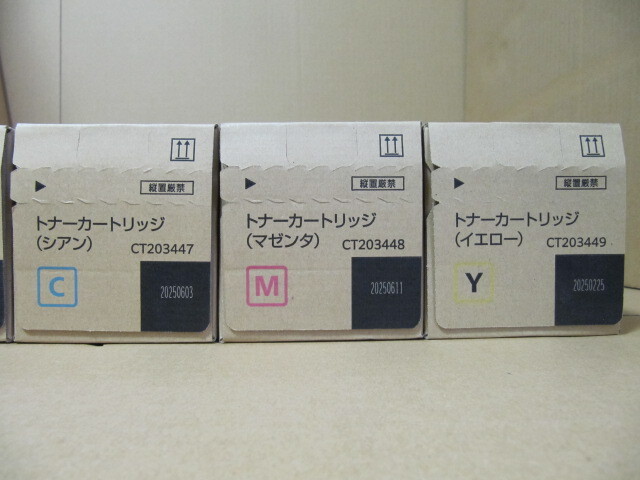 縦置厳禁
トナーカートリッジ
(シアン) CT203447
C
20250603
縦置厳禁
トナーカートリッジ
(マゼンタ) CT203448
M
20250611
縦置厳禁
トナーカートリッジ
(イエロー) CT203449
Y
20250225